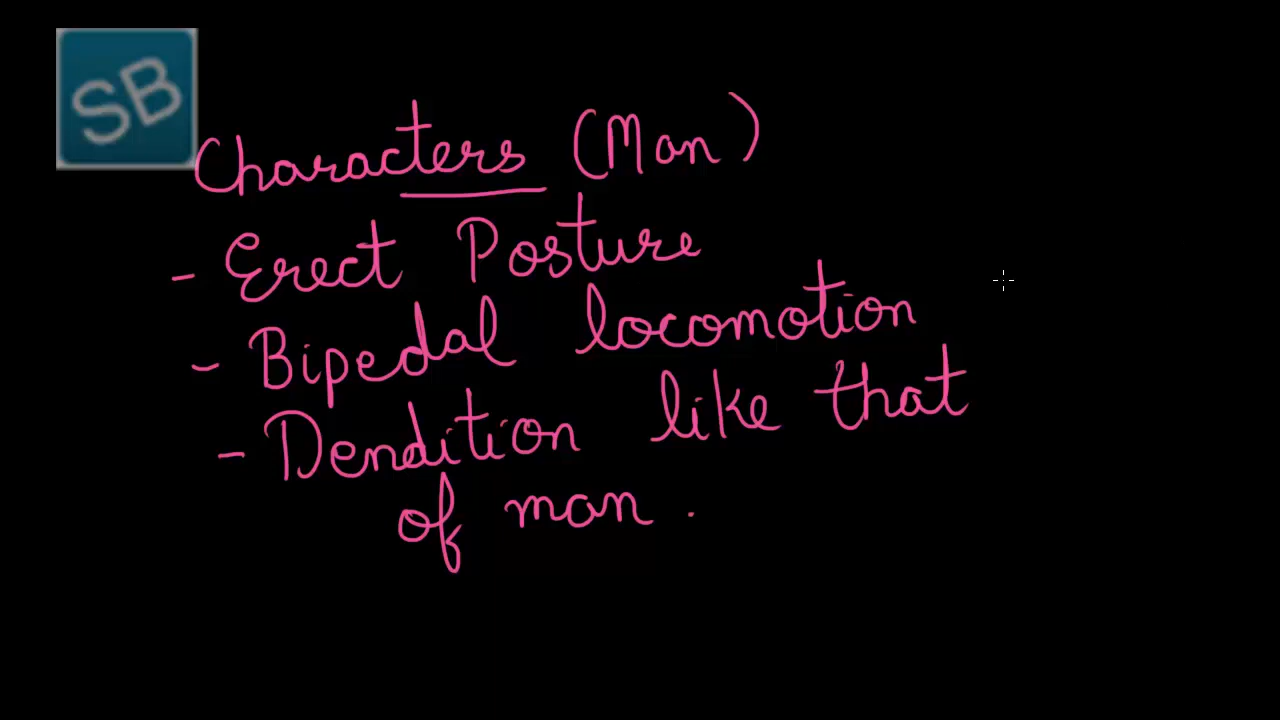 SB
Characters (Man)
- Erect Posture
- Bipedal locomotion
- Dendition like that
of man.